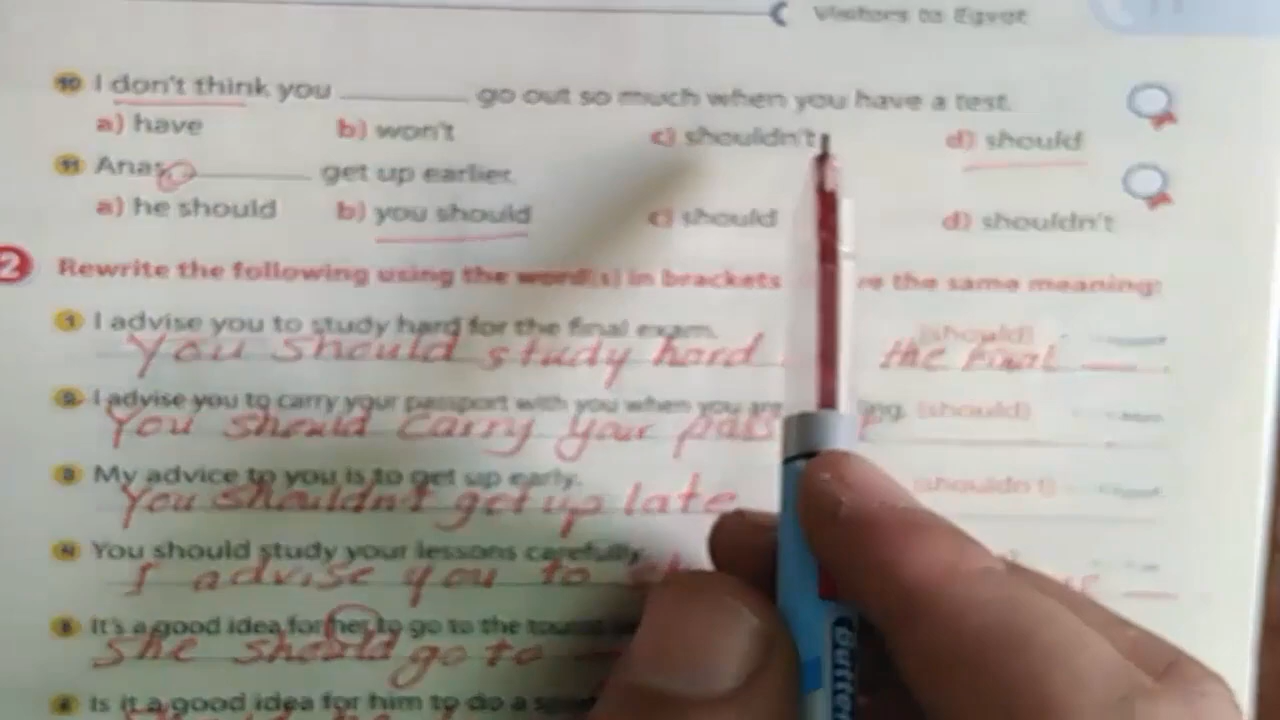 Visitors to Egypt
10 I don't think you ________ go out so much when you have a test.
a) have b) won't c) shouldn't d) should
11 Anas, ________ get up earlier.
a) he should b) you should c) should d) shouldn't
2 Rewrite the following using the word(s) in brackets the same meaning:
1 I advise you to study hard for the final exam. (should)
You should study hard the final
2 I advise you to carry your passport with you when you are (should)
You should carry your
3 My advice to you is to get up early. (shouldn't)
You shouldn't get up late
4 You should study your lessons carefully.
I advise you to
5 It's a good idea for her to go to the
She should go to
6 Is it a good idea for him to do a